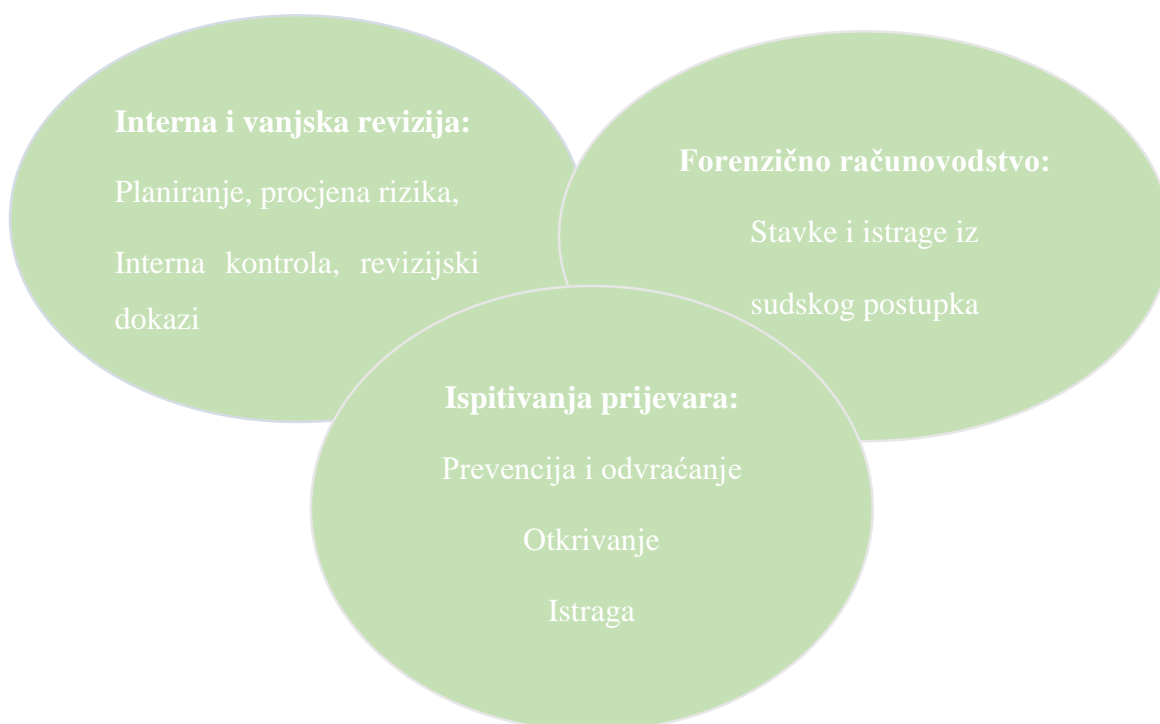 Interna i vanjska revizija:
Planiranje, procjena rizika,
Interna kontrola, revizijski
dokazi
Forenzično računovodstvo:
Stavke i istrage iz
sudskog postupka
Ispitivanja prijevara:
Prevencija i odvraćanje
Otkrivanje
Istraga